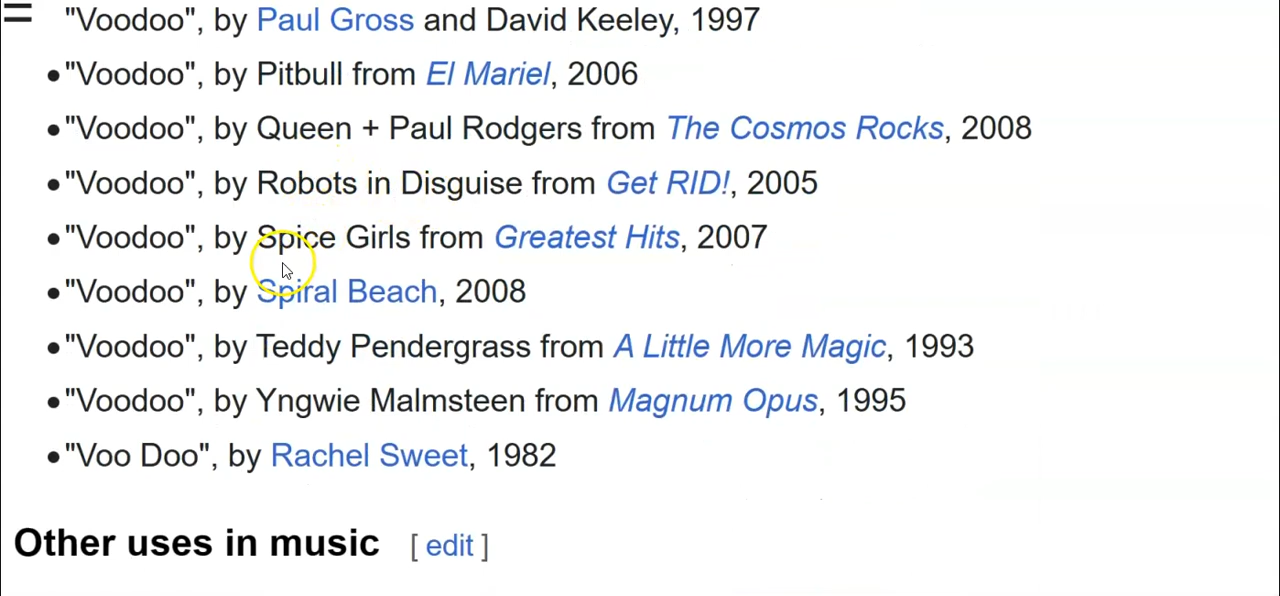 "Voodoo", by Paul Gross and David Keeley, 1997
•"Voodoo", by Pitbull from El Mariel, 2006
•"Voodoo", by Queen + Paul Rodgers from The Cosmos Rocks, 2008
•"Voodoo", by Robots in Disguise from Get RID!, 2005
•"Voodoo", by Spice Girls from Greatest Hits, 2007
•"Voodoo", by Spiral Beach, 2008
•"Voodoo", by Teddy Pendergrass from A Little More Magic, 1993
•"Voodoo", by Yngwie Malmsteen from Magnum Opus, 1995
•"Voo Doo", by Rachel Sweet, 1982
Other uses in music [ edit ]